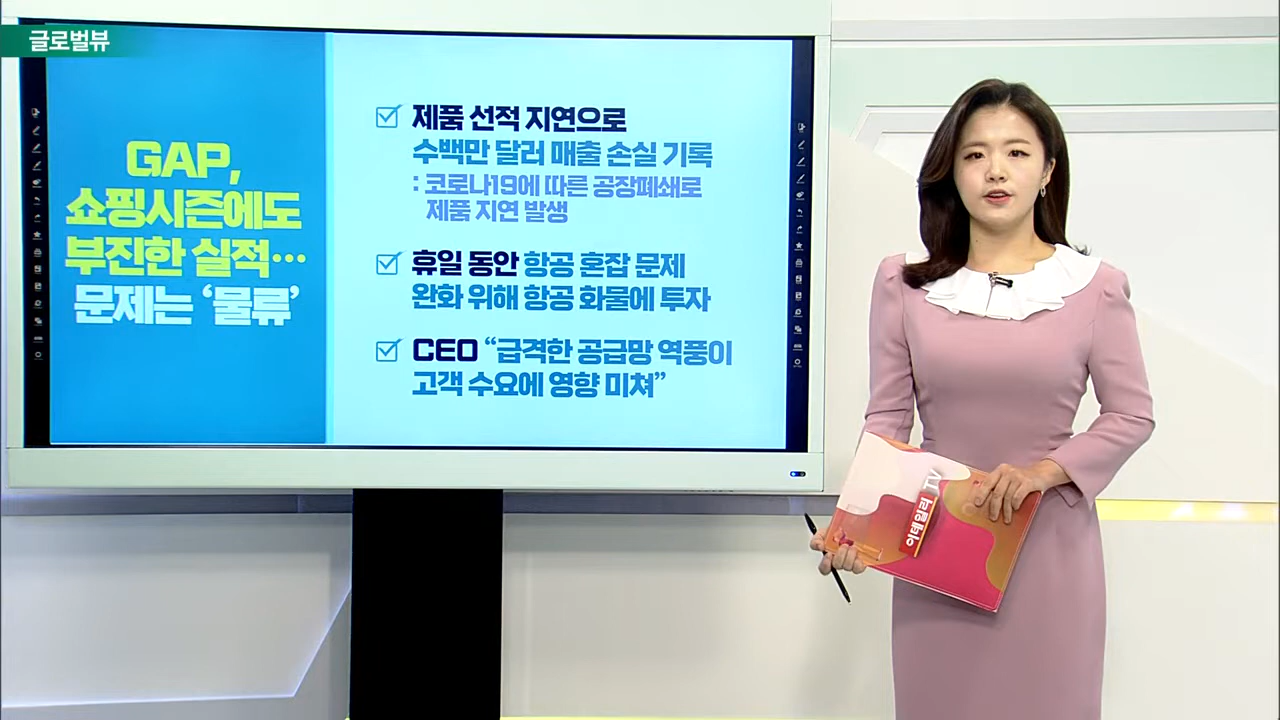 글로벌뷰
GAP,
쇼핑시즌에도
부진한 실적…
문제는 ‘물류’
제품 선적 지연으로
수백만 달러 매출 손실 기록
: 코로나19에 따른 공장폐쇄로
제품 지연 발생
휴일 동안 항공 혼잡 문제
완화 위해 항공 화물에 투자
CEO “급격한 공급망 역풍이
고객 수요에 영향 미쳐”
이데일리 TV